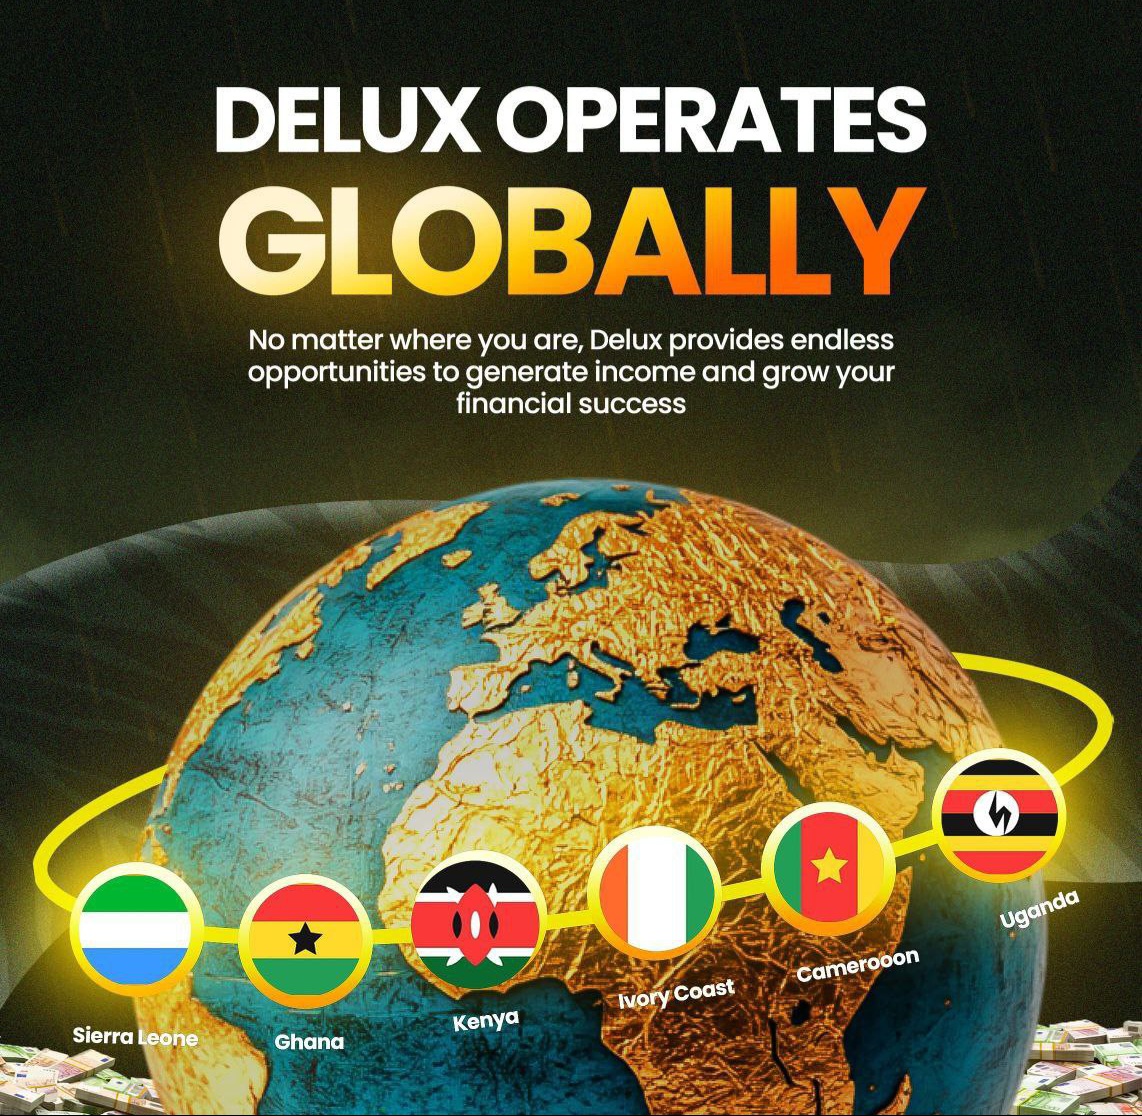 DELUX OPERATES
GLOBALLY
No matter where you are, Delux provides endless
opportunities to generate income and grow your
financial success
Sierra Leone
Ghana
Kenya
Ivory Coast
Camerooon
Uganda